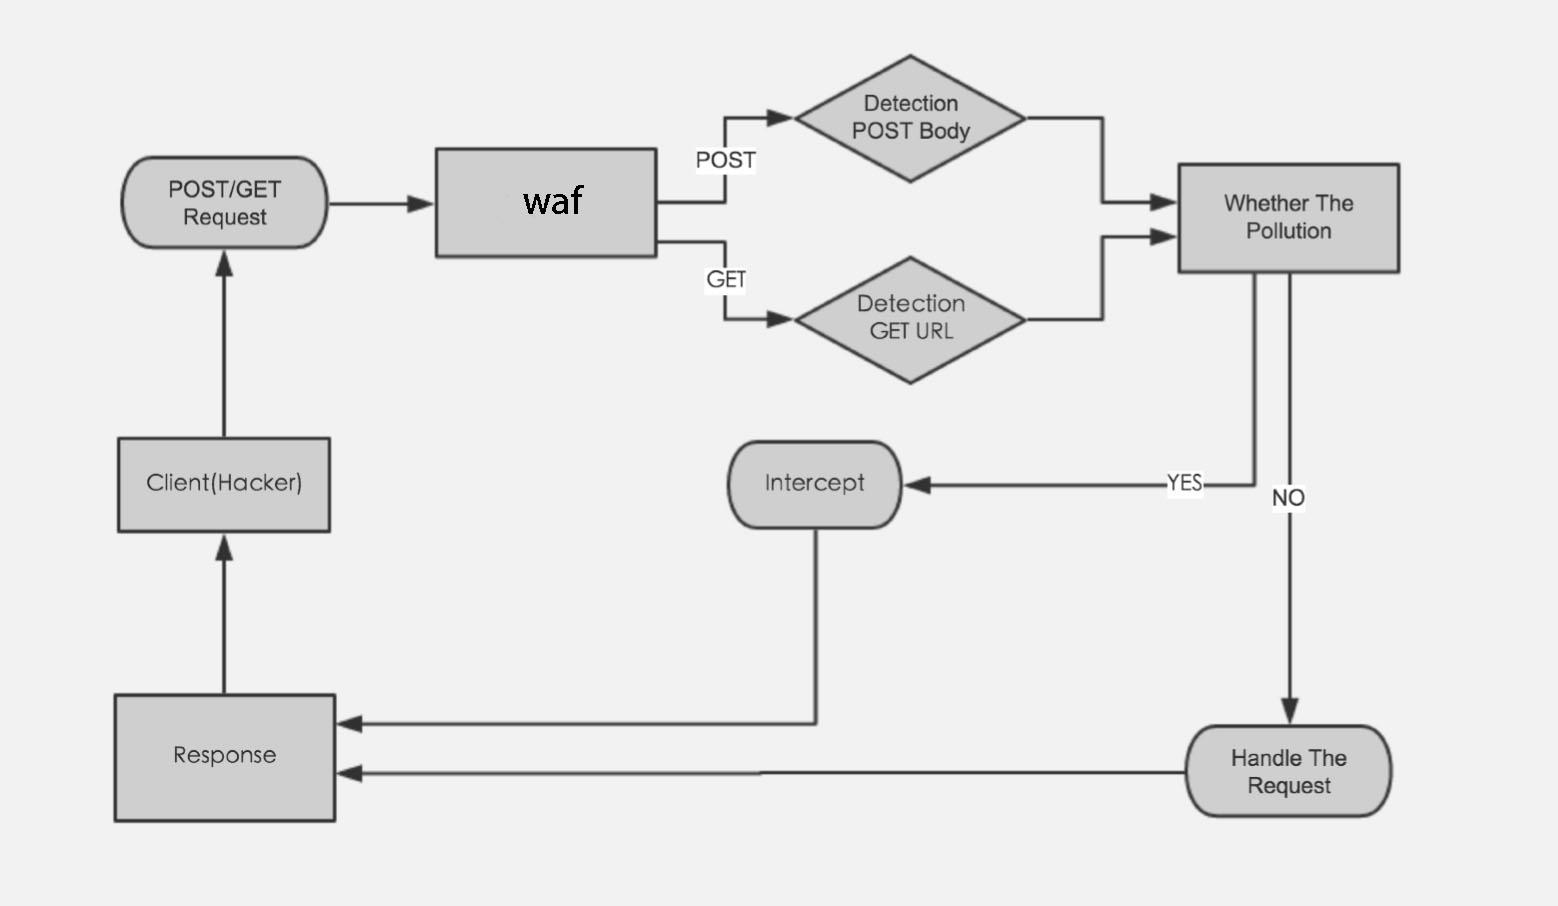 Detection
POST Body
POST
POST/GET
Request
waf
Whether The
Pollution
GET
Detection
GET URL
Client(Hacker)
Intercept
YES
NO
Response
Handle The
Request